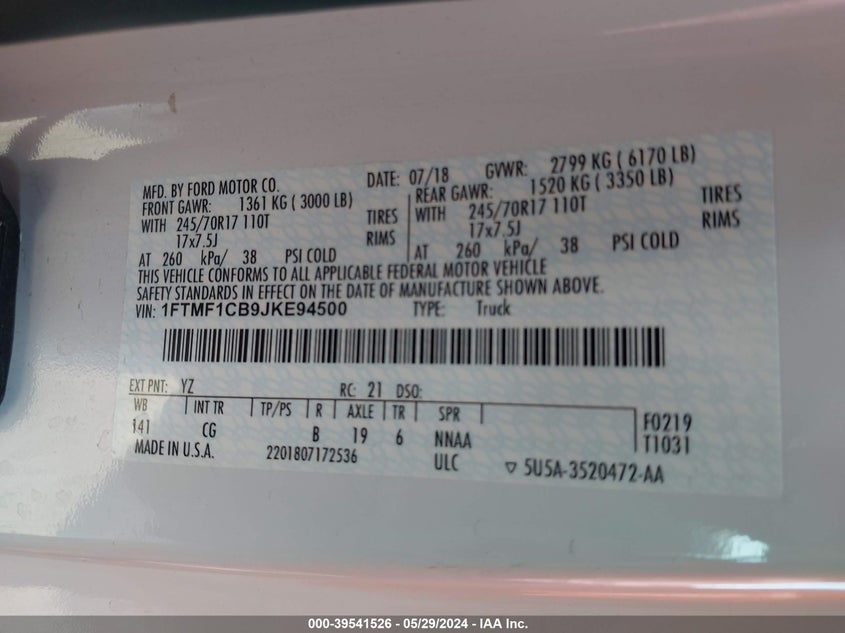 MFD. BY FORD MOTOR CO. DATE: 07/18 GVWR: 2799 KG ( 6170 LB)
FRONT GAWR: 1361 KG ( 3000 LB) REAR GAWR: 1520 KG ( 3350 LB)
WITH 245/70R17 110T TIRES WITH 245/70R17 110T TIRES
17x7.5J RIMS 17x7.5J RIMS
AT 260 kPa/ 38 PSI COLD AT 260 kPa/ 38 PSI COLD
THIS VEHICLE CONFORMS TO ALL APPLICABLE FEDERAL MOTOR VEHICLE
SAFETY STANDARDS IN EFFECT ON THE DATE OF MANUFACTURE SHOWN ABOVE.
VIN: 1FTMF1CB9JKE94500 TYPE: Truck
EXT PNT: YZ RC: 21 DSO:
WB INT TR TP/PS R AXLE TR SPR F0219
141 CG B 19 6 NNAA T1031
MADE IN U.S.A. 2201807172536 ULC ▽ 5U5A-3520472-AA
000-39541526 - 05/29/2024 - IAA Inc.